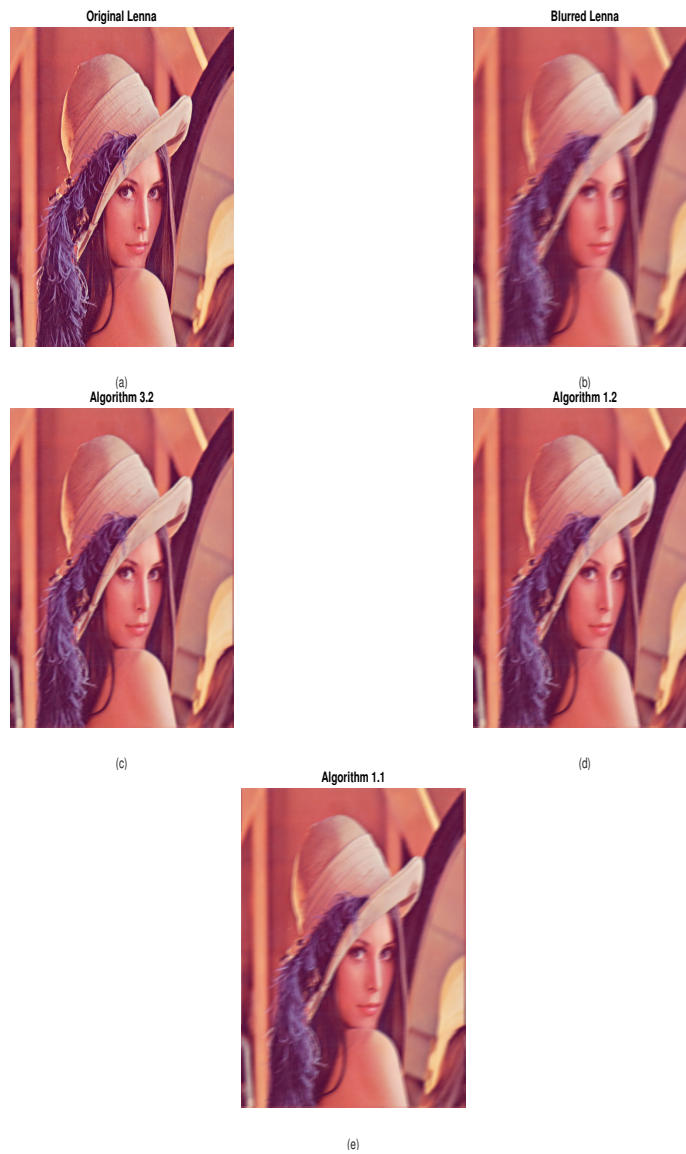 Original Lenna
Blurred Lenna
(a)
(b)
Algorithm 3.2
Algorithm 1.2
(c)
(d)
Algorithm 1.1
(e)